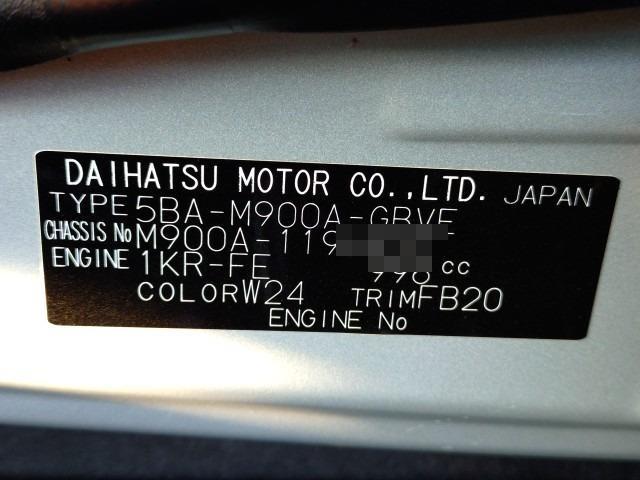 DAIHATSU MOTOR CO.,LTD. JAPAN
TYPE 5BA-M900A-GBVE
CHASSIS No M900A-119
ENGINE 1KR-FE 996 cc
COLOR W24 TRIM FB20
ENGINE No